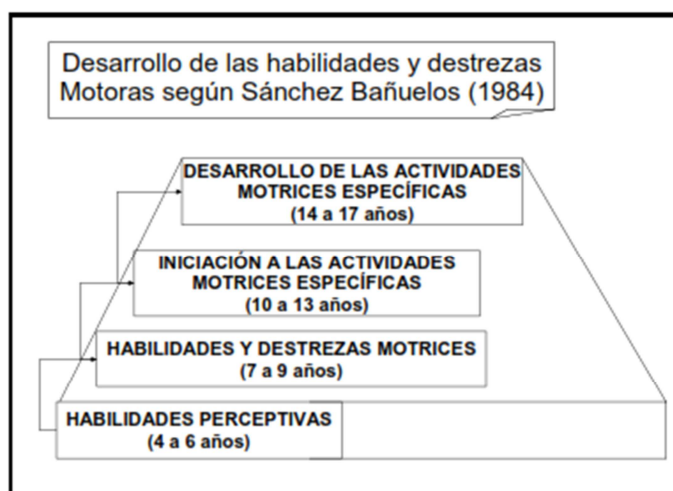 Desarrollo de las habilidades y destrezas
Motoras según Sánchez Bañuelos (1984)
DESARROLLO DE LAS ACTIVIDADES
MOTRICES ESPECÍFICAS
(14 a 17 años)
INICIACIÓN A LAS ACTIVIDADES
MOTRICES ESPECÍFICAS
(10 a 13 años)
HABILIDADES Y DESTREZAS MOTRICES
(7 a 9 años)
HABILIDADES PERCEPTIVAS
(4 a 6 años)